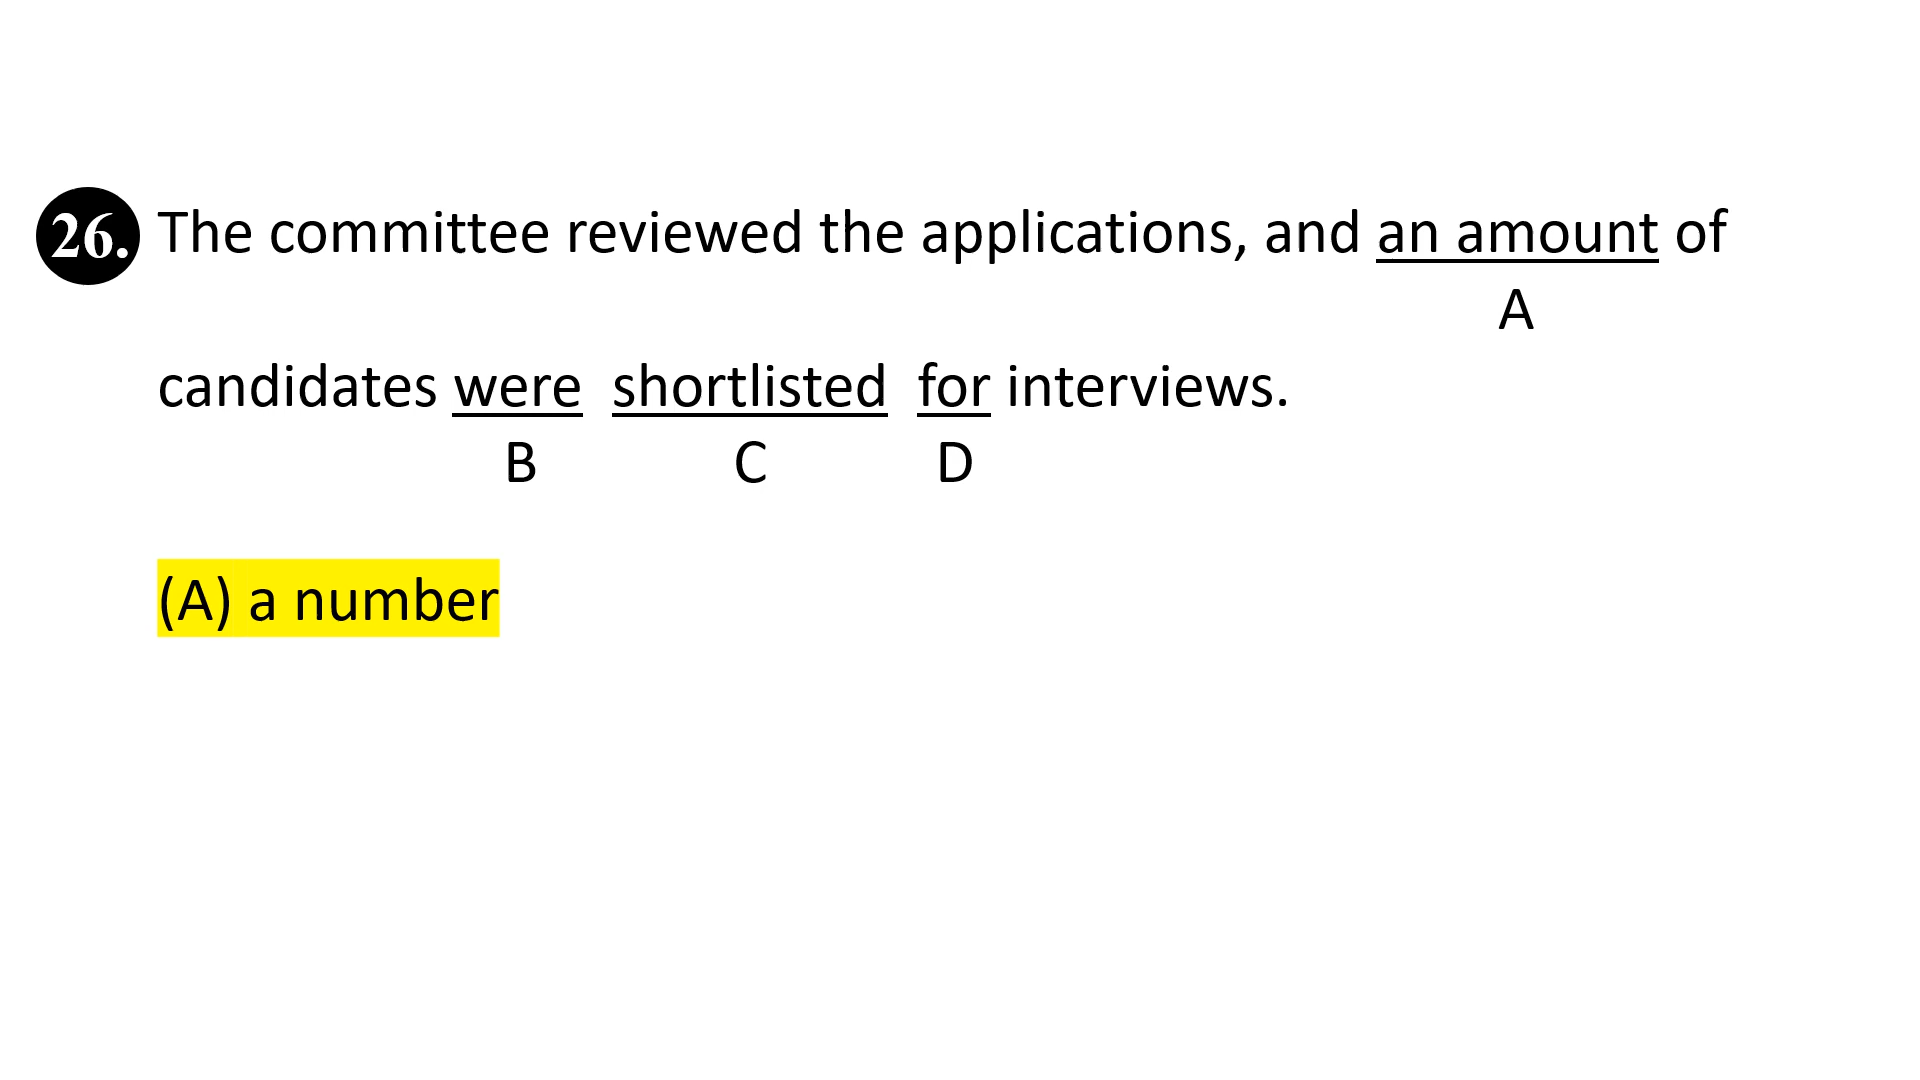 26. The committee reviewed the applications, and an amount of
A
candidates were shortlisted for interviews.
B C D
(A) a number